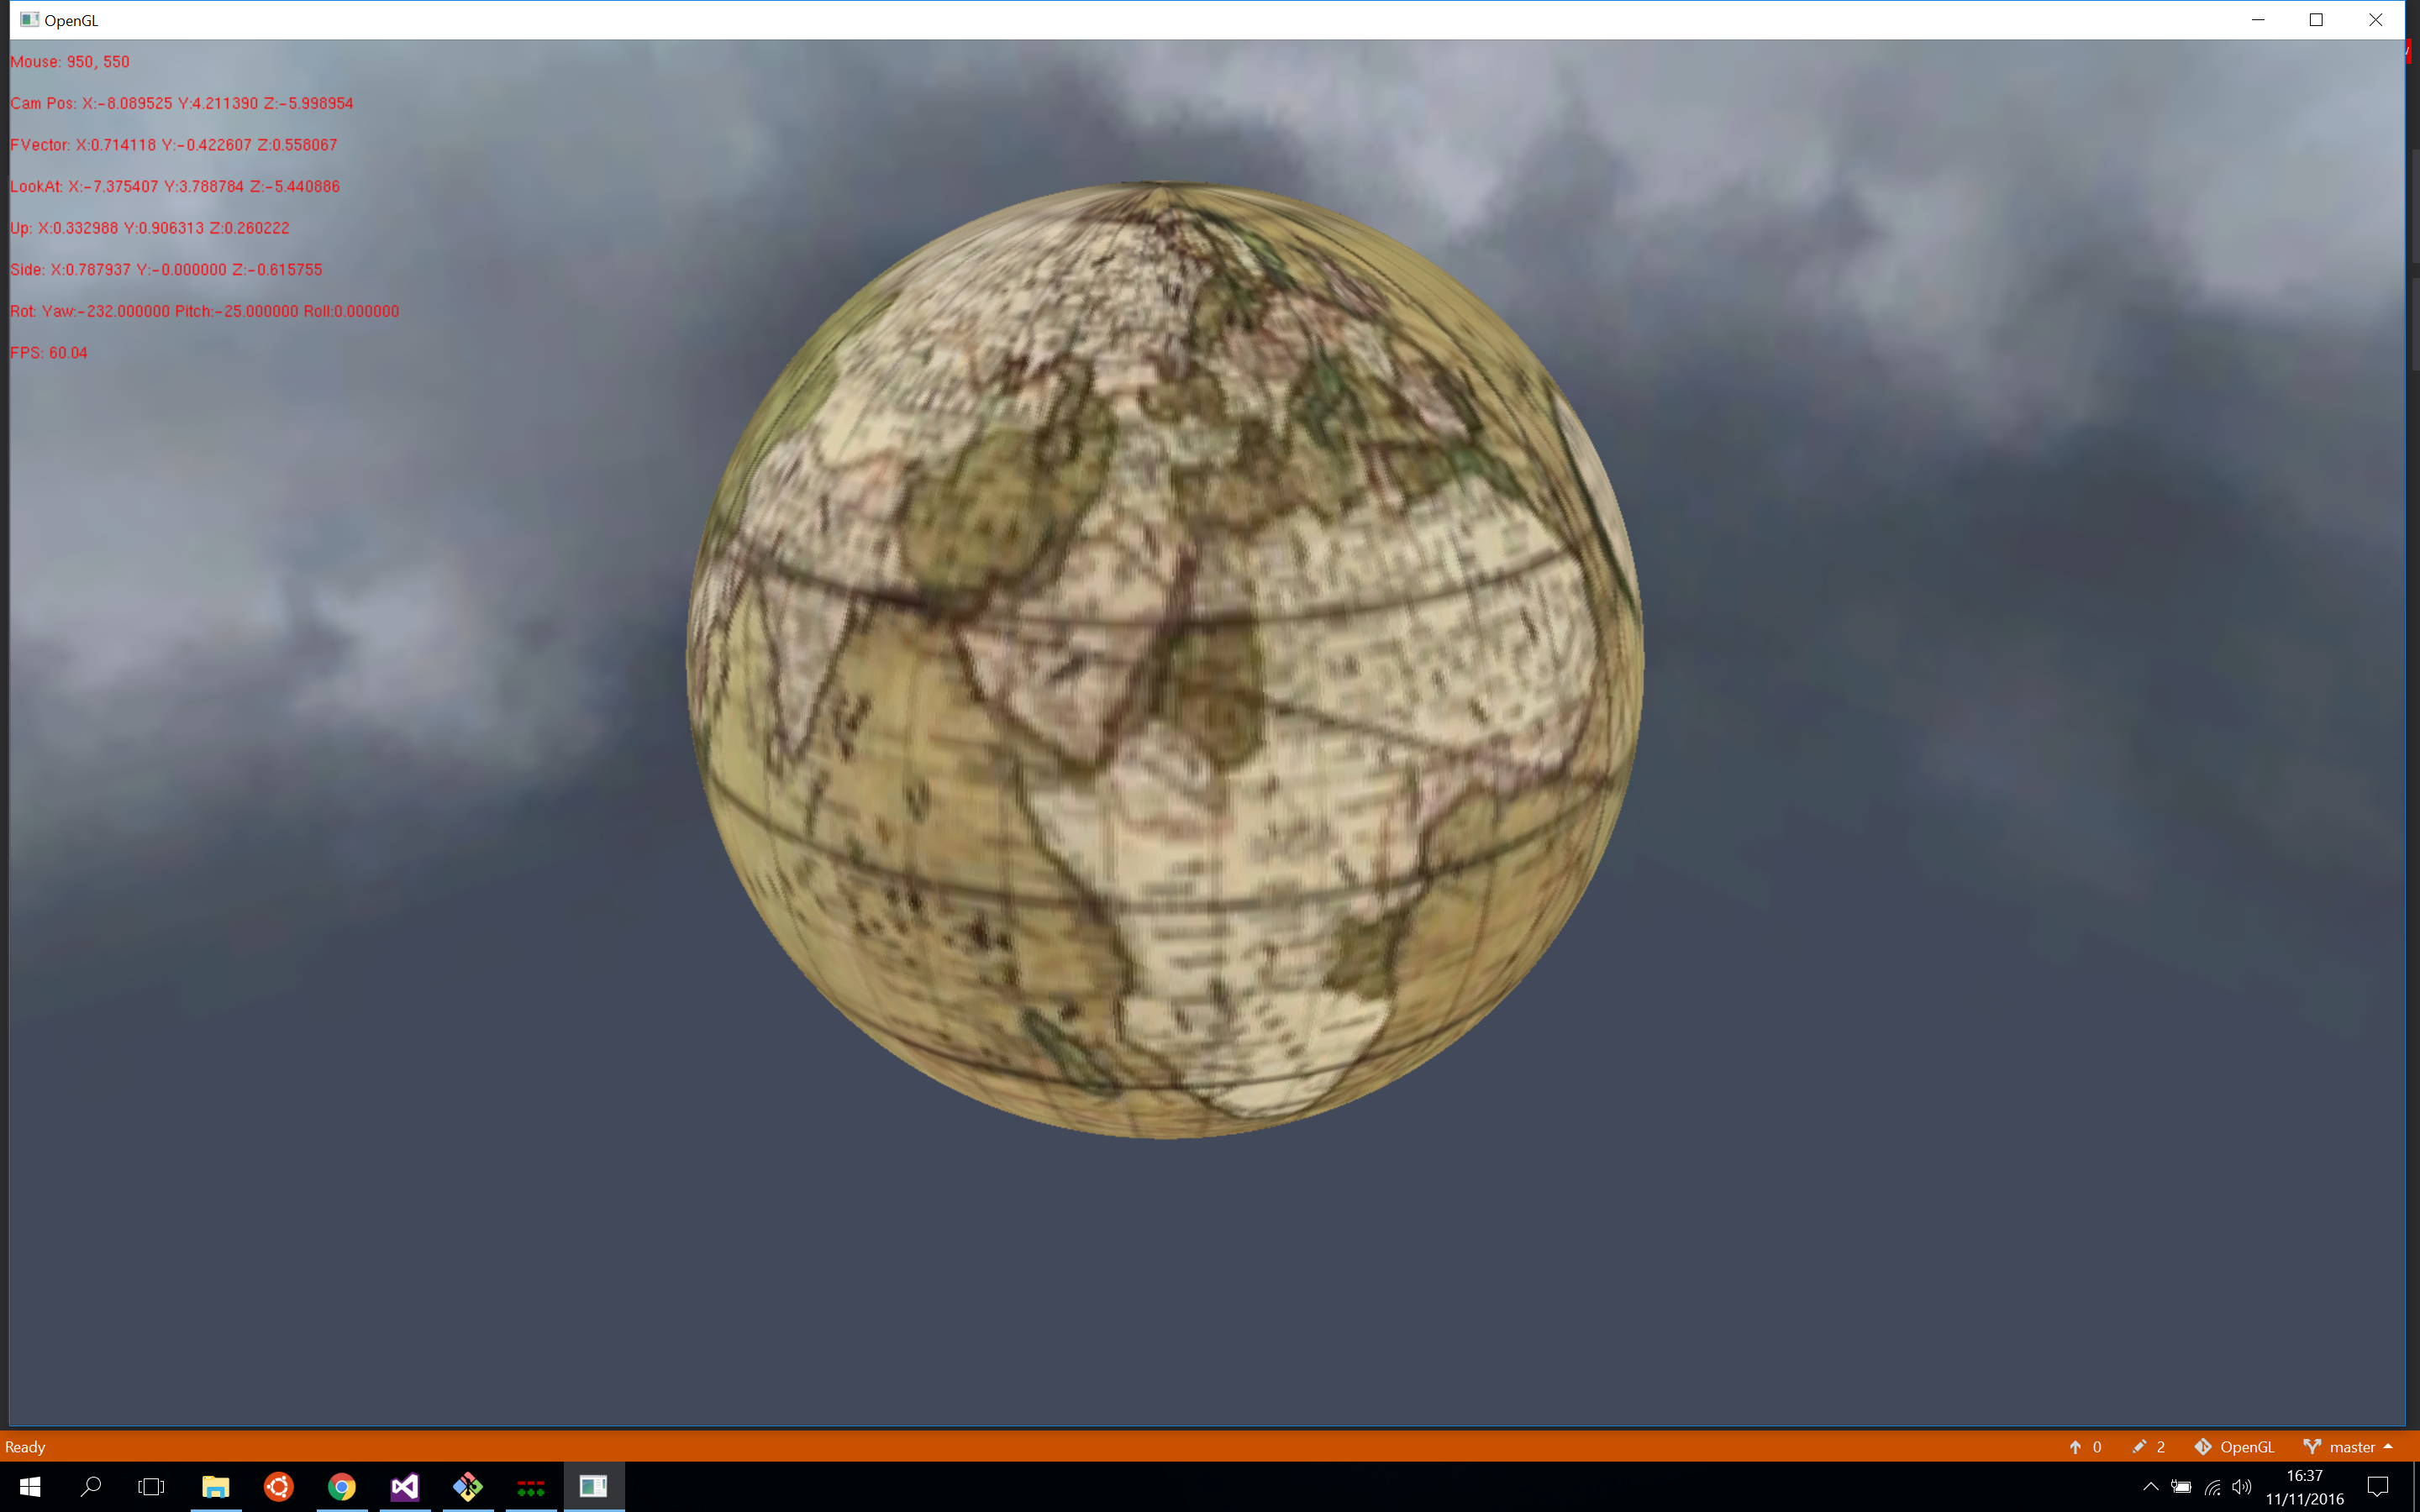 OpenGL
Mouse: 950, 550
Cam Pos: X:-8.089525 Y:4.211390 Z:-5.998954
FVector: X:0.714118 Y:-0.422607 Z:0.558067
LookAt: X:-7.375407 Y:3.788784 Z:-5.440886
Up: X:0.332988 Y:0.906313 Z:0.260222
Side: X:0.787937 Y:-0.000000 Z:-0.615755
Rot: Yaw:-232.000000 Pitch:-25.000000 Roll:0.000000
FPS: 60.04
Ready 0 2 OpenGL master
16:37
11/11/2016